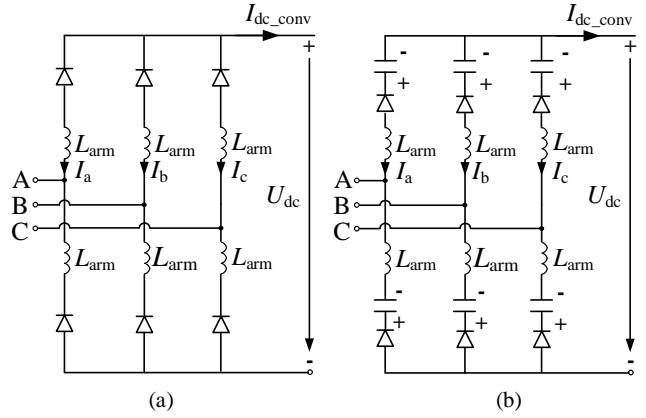 I_dc_conv I_dc_conv
+ - - - +
+ + +
L_arm L_arm L_arm L_arm L_arm L_arm
A I_a I_b I_c U_dc A I_a I_b I_c U_dc
B B
C C
L_arm L_arm L_arm L_arm L_arm L_arm
- - -
+ + +
- -
(a) (b)